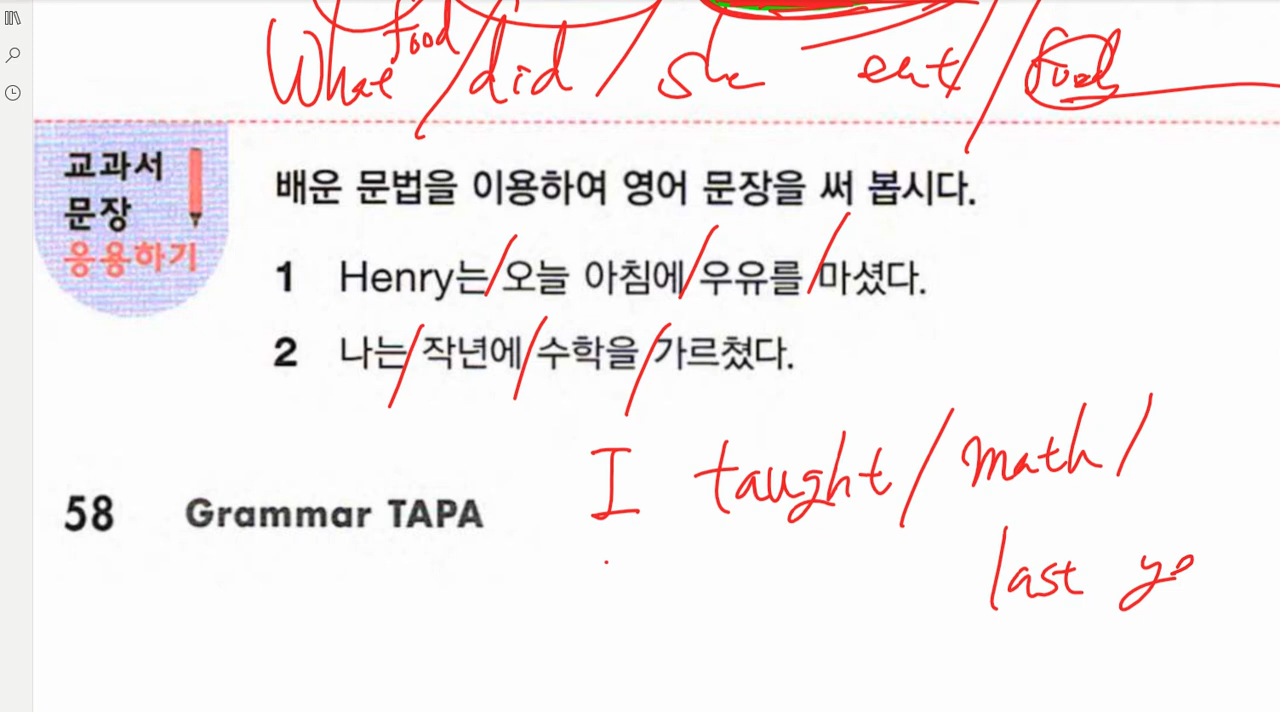 food
What / did / she eat / food
교과서
문장
응용하기
배운 문법을 이용하여 영어 문장을 써 봅시다.
1 Henry는/오늘 아침에/우유를/마셨다.
2 나는/작년에/수학을/가르쳤다.
I taught / math /
last ye
58 Grammar TAPA